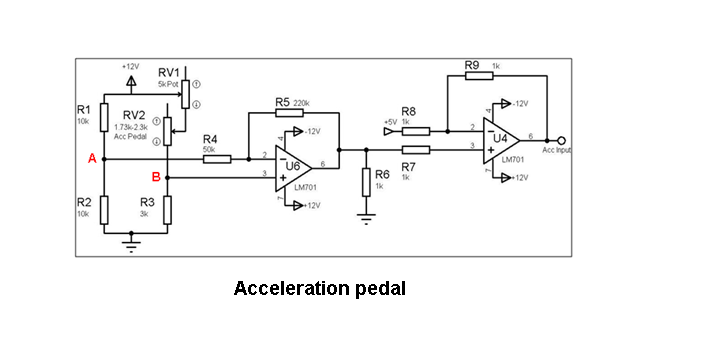 +12V
RV1
5k Pot
R1
10k
RV2
1.73k-2.3k
Acc Pedal
A
B
R4
50k
R5 220k
-12V
4
2
3
6
7
U6
LM701
+12V
R2
10k
R3
3k
R6
1k
+5V
R8
1k
R7
1k
R9 1k
-12V
4
2
3
6
7
U4
LM701
+12V
Acc Input
Acceleration pedal